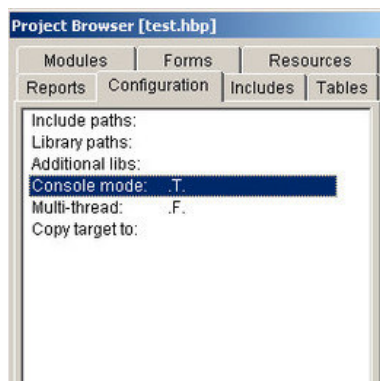 Project Browser [test.hbp]
Modules Forms Resources
Reports Configuration Includes Tables
Include paths:
Library paths:
Additional libs:
Console mode: .T.
Multi-thread: .F.
Copy target to: